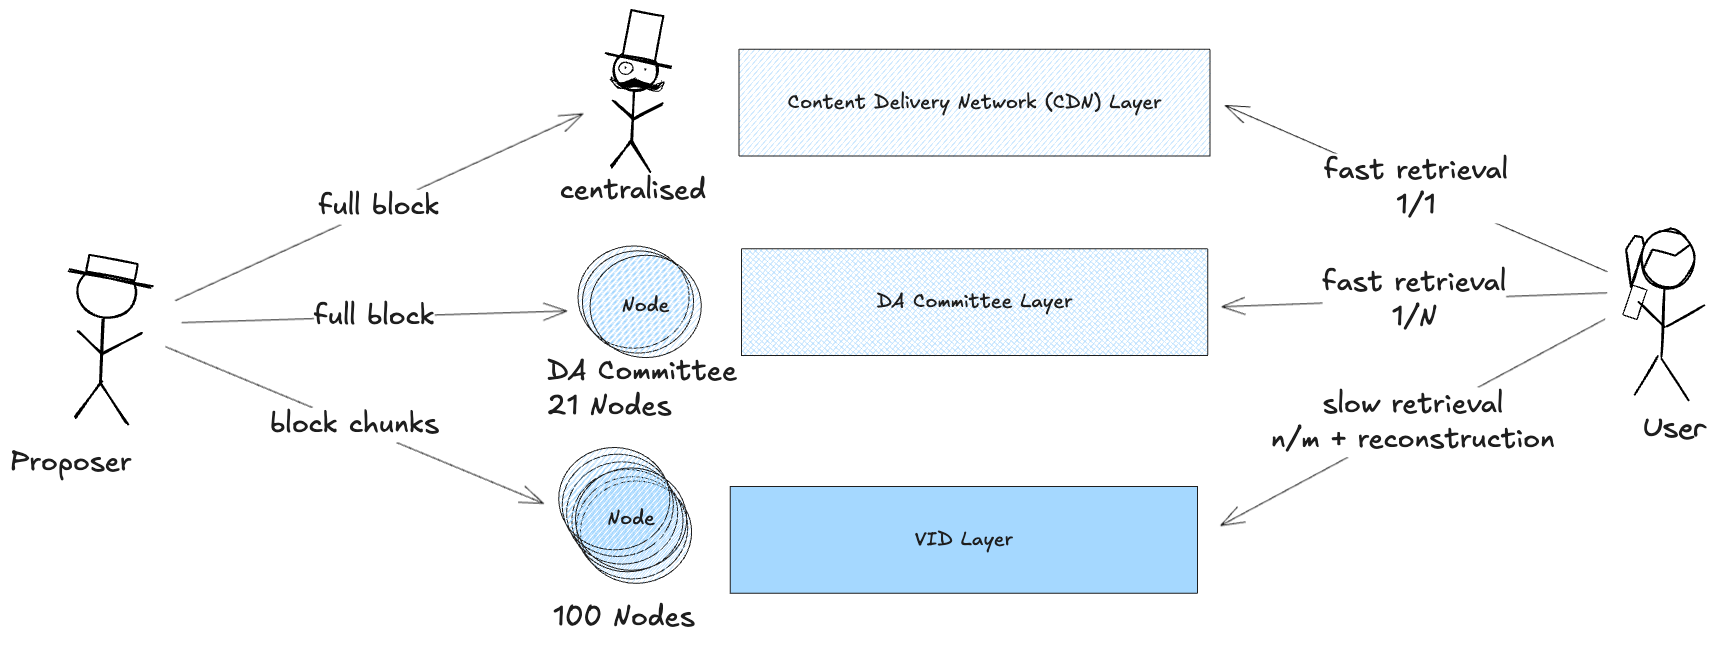 Content Delivery Network (CDN) Layer
centralised
full block
fast retrieval
1/1
Node
DA Committee Layer
full block
fast retrieval
1/N
DA Committee
21 Nodes
block chunks
slow retrieval
n/m + reconstruction
Proposer
User
Node
VID Layer
100 Nodes